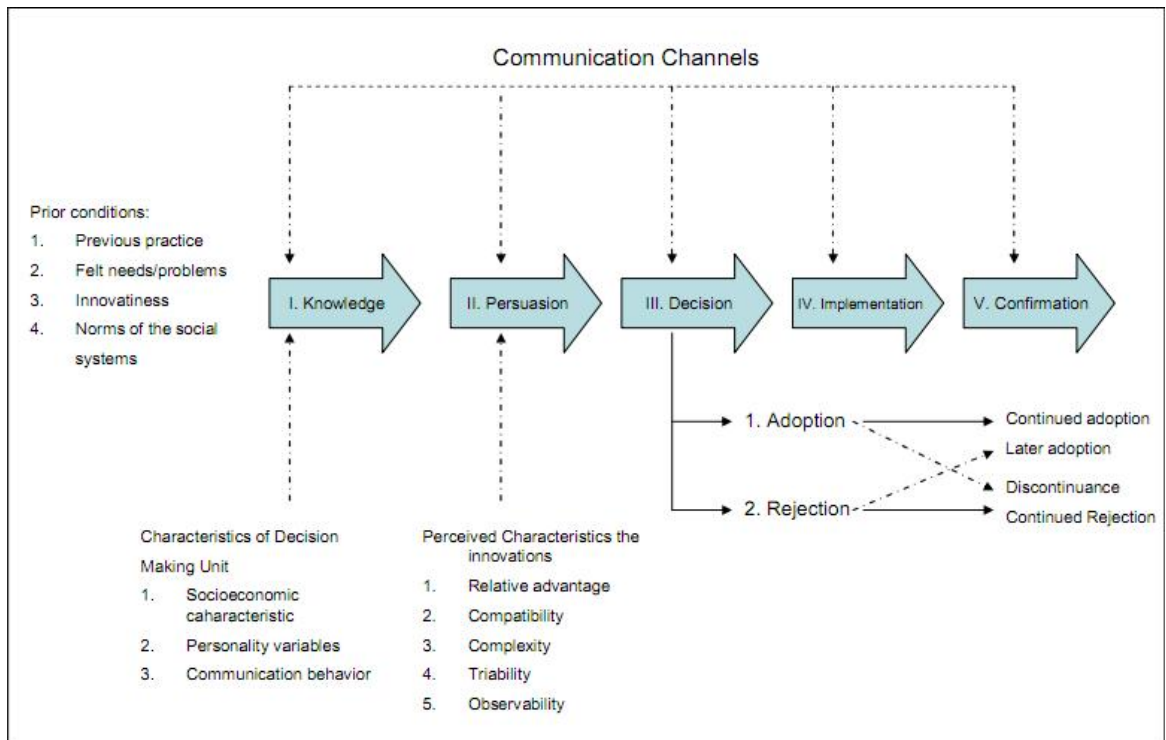 Communication Channels
Prior conditions:
1. Previous practice
2. Felt needs/problems
3. Innovatiness
4. Norms of the social
systems
I. Knowledge
II. Persuasion
III. Decision
IV. Implementation
V. Confirmation
1. Adoption
2. Rejection
Continued adoption
Later adoption
Discontinuance
Continued Rejection
Characteristics of Decision
Making Unit
1. Socioeconomic
caharacteristic
2. Personality variables
3. Communication behavior
Perceived Characteristics the
innovations
1. Relative advantage
2. Compatibility
3. Complexity
4. Triability
5. Observability